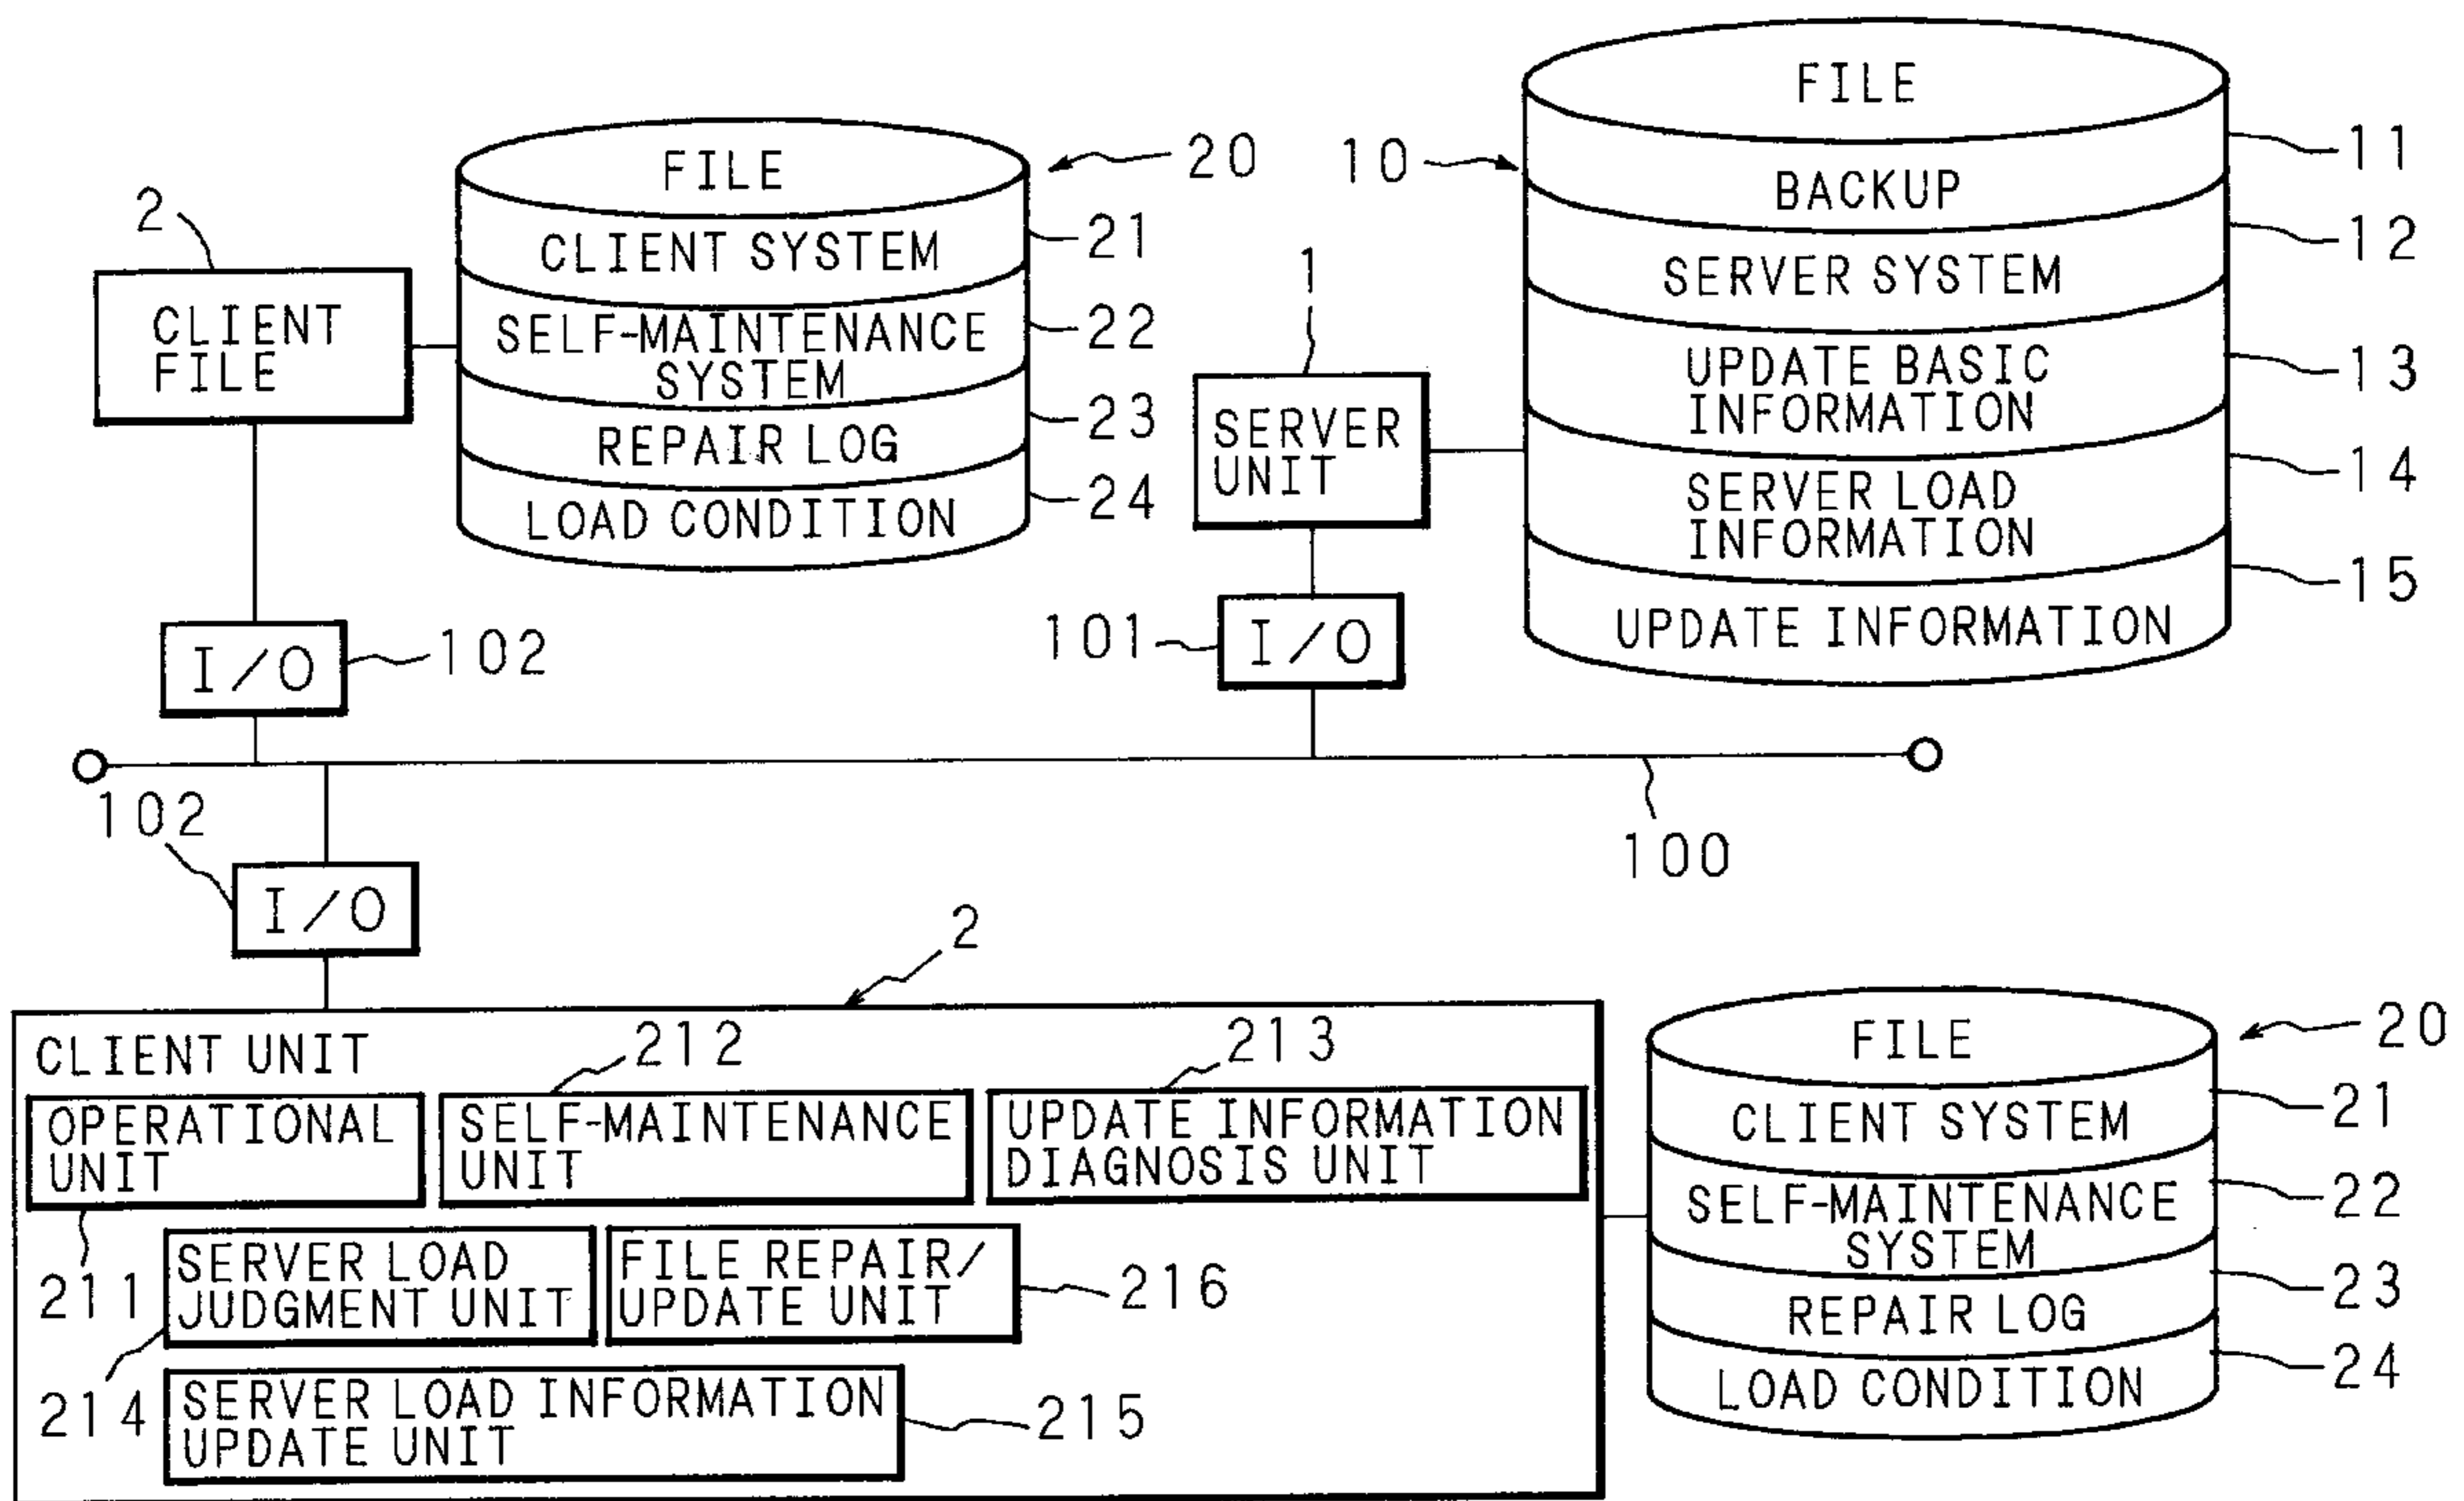 FILE
11
10
BACKUP
12
SERVER SYSTEM
13
UPDATE BASIC
INFORMATION
14
SERVER LOAD
INFORMATION
15
UPDATE INFORMATION
1
SERVER
UNIT
101
I/O
FILE
20
21
CLIENT SYSTEM
22
SELF-MAINTENANCE
SYSTEM
23
REPAIR LOG
24
LOAD CONDITION
2
CLIENT
FILE
I/O
102
100
102
I/O
2
CLIENT UNIT
212
213
OPERATIONAL
UNIT
SELF-MAINTENANCE
UNIT
UPDATE INFORMATION
DIAGNOSIS UNIT
211
SERVER LOAD
JUDGMENT UNIT
FILE REPAIR/
UPDATE UNIT
216
214
SERVER LOAD INFORMATION
UPDATE UNIT
215
FILE
20
21
CLIENT SYSTEM
22
SELF-MAINTENANCE
SYSTEM
23
REPAIR LOG
24
LOAD CONDITION